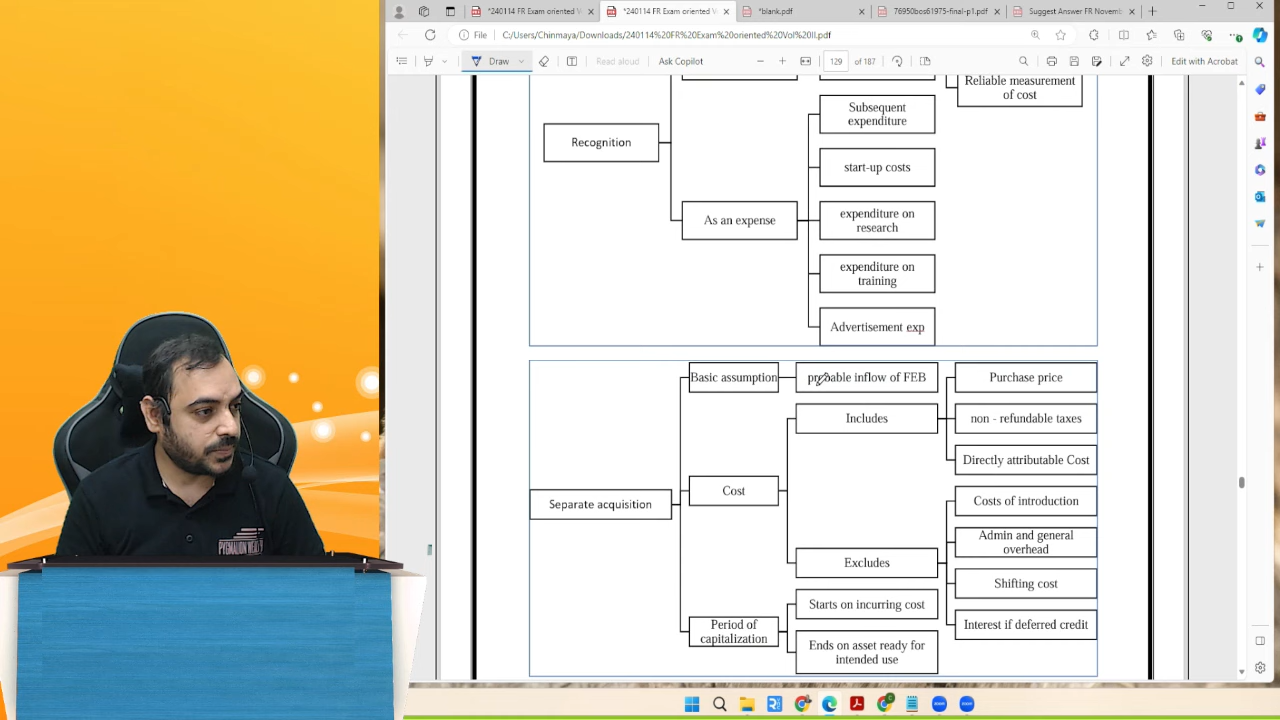 *240114 FR Exam oriented V
*240114 FR Exam oriented V
*blank.pdf
76950bos61975-final-p1.pdf
Suggest Answer FR Novemb
File
C:/Users/Chinmaya/Downloads/240114%20FR%20Exam%20oriented%20Vol%20II.pdf
Draw
Read aloud
Ask Copilot
129
of 187
Edit with Acrobat
Reliable measurement
of cost
Subsequent
expenditure
Recognition
start-up costs
As an expense
expenditure on
research
expenditure on
training
Advertisement exp
Basic assumption
probable inflow of FEB
Purchase price
Includes
non - refundable taxes
Directly attributable Cost
Separate acquisition
Cost
Costs of introduction
Admin and general
overhead
Excludes
Shifting cost
Starts on incurring cost
Interest if deferred credit
Period of
capitalization
Ends on asset ready for
intended use